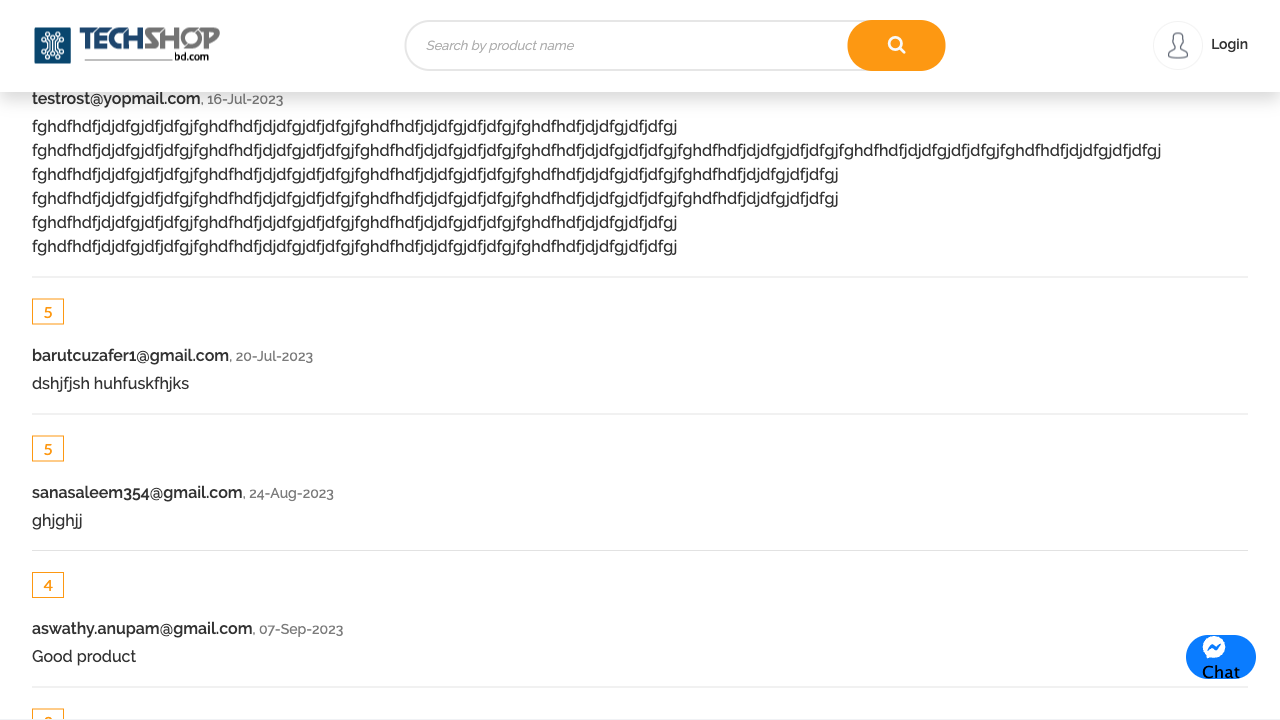 TECHSHOP
bd.com
Search by product name
Login
testrost@yopmail.com, 16-Jul-2023
fghdfhdfjdjdfgjdfjdfgjfghdfhdfjdjdfgjdfjdfgjfghdfhdfjdjdfgjdfjdfgjfghdfhdfjdjdfgjdfjdfgj
fghdfhdfjdjdfgjdfjdfgjfghdfhdfjdjdfgjdfjdfgjfghdfhdfjdjdfgjdfjdfgjfghdfhdfjdjdfgjdfjdfgjfghdfhdfjdjdfgjdfjdfgjfghdfhdfjdjdfgjdfjdfgjfghdfhdfjdjdfgjdfjdfgj
fghdfhdfjdjdfgjdfjdfgjfghdfhdfjdjdfgjdfjdfgjfghdfhdfjdjdfgjdfjdfgjfghdfhdfjdjdfgjdfjdfgjfghdfhdfjdjdfgjdfjdfgj
fghdfhdfjdjdfgjdfjdfgjfghdfhdfjdjdfgjdfjdfgjfghdfhdfjdjdfgjdfjdfgjfghdfhdfjdjdfgjdfjdfgjfghdfhdfjdjdfgjdfjdfgj
fghdfhdfjdjdfgjdfjdfgjfghdfhdfjdjdfgjdfjdfgjfghdfhdfjdjdfgjdfjdfgjfghdfhdfjdjdfgjdfjdfgj
fghdfhdfjdjdfgjdfjdfgjfghdfhdfjdjdfgjdfjdfgjfghdfhdfjdjdfgjdfjdfgjfghdfhdfjdjdfgjdfjdfgj
5
barutcuzafer1@gmail.com, 20-Jul-2023
dshjfjsh huhfuskfhjks
5
sanasaleem354@gmail.com, 24-Aug-2023
ghjghjj
4
aswathy.anupam@gmail.com, 07-Sep-2023
Good product
Chat